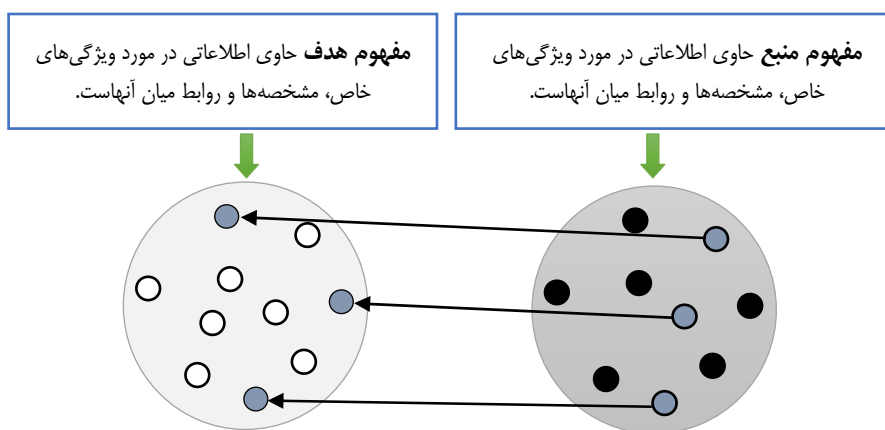 مفهوم منبع حاوی اطلاعاتی در مورد ویژگی‌های
خاص، مشخصه‌ها و روابط میان آنهاست.
مفهوم هدف حاوی اطلاعاتی در مورد ویژگی‌های
خاص، مشخصه‌ها و روابط میان آنهاست.